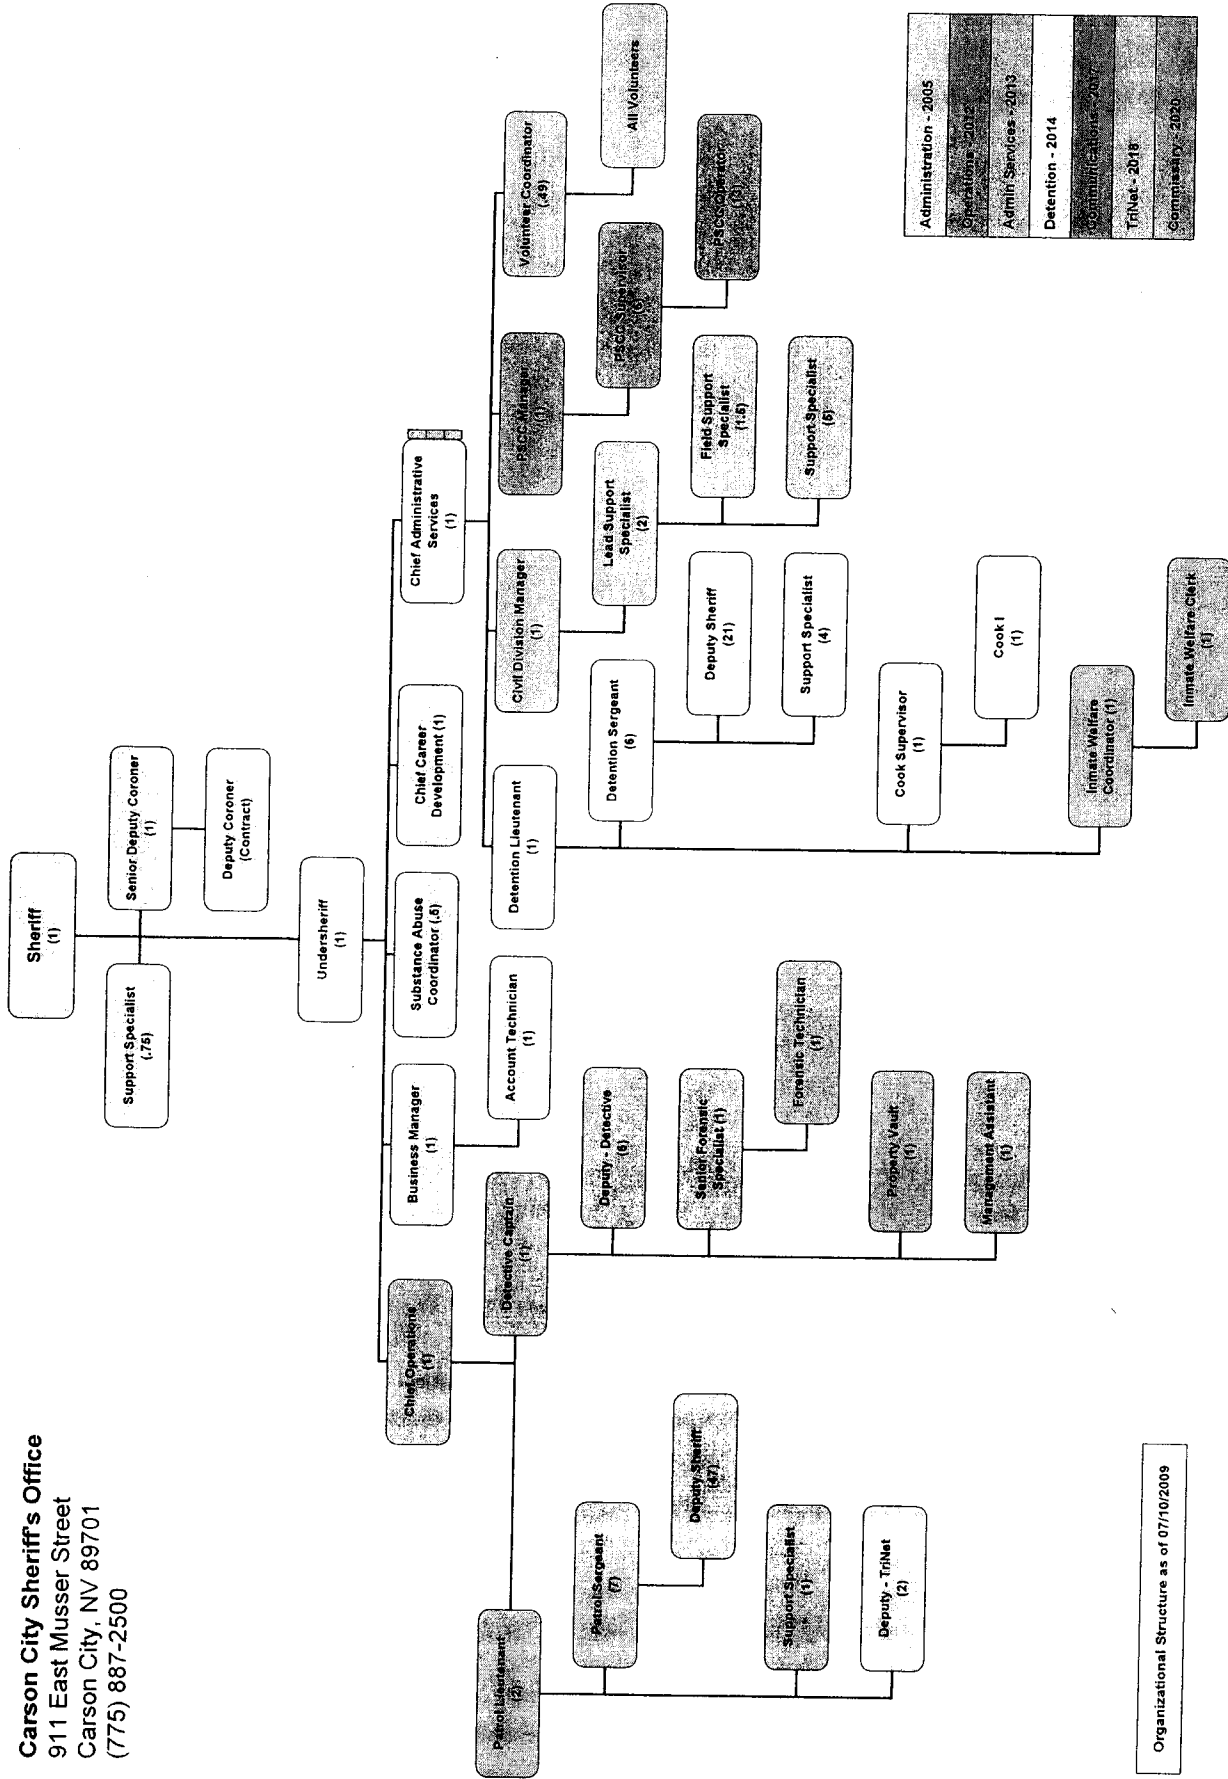 Carson City Sheriff's Office
911 East Musser Street
Carson City, NV 89701
(775) 887-2500
Sheriff
(1)
Support Specialist
(.75)
Senior Deputy Coroner
(1)
Deputy Coroner
(Contract)
Undersheriff
(1)
Chief Operations
(1)
Business Manager
(1)
Substance Abuse
Coordinator (.5)
Chief Career
Development (1)
Chief Administrative
Services
(1)
Account Technician
(1)
Patrol Lieutenant
(2)
Detective Captain
(1)
Detention Lieutenant
(1)
Civil Division Manager
(1)
PSCC Manager
(1)
Volunteer Coordinator
(.49)
Patrol Sergeant
(7)
Deputy Sheriff
(47)
Support Specialist
(1)
Deputy - TriNet
(2)
Deputy - Detective
(6)
Senior Forensic
Specialist (1)
Forensic Technician
(1)
Property Vault
(1)
Management Assistant
(1)
Detention Sergeant
(6)
Deputy Sheriff
(21)
Support Specialist
(4)
Cook Supervisor
(1)
Cook I
(1)
Inmate Welfare
Coordinator (1)
Inmate Welfare Clerk
(1)
Lead Support
Specialist
(2)
Field Support
Specialist
(1.5)
Support Specialist
(5)
PSCC Supervisor
PSCC Operator
All Volunteers
Administration - 2005
Operations - 2012
Admin Services - 2013
Detention - 2014
Communications - 2017
TriNet - 2018
Commissary - 2020
Organizational Structure as of 07/10/2009